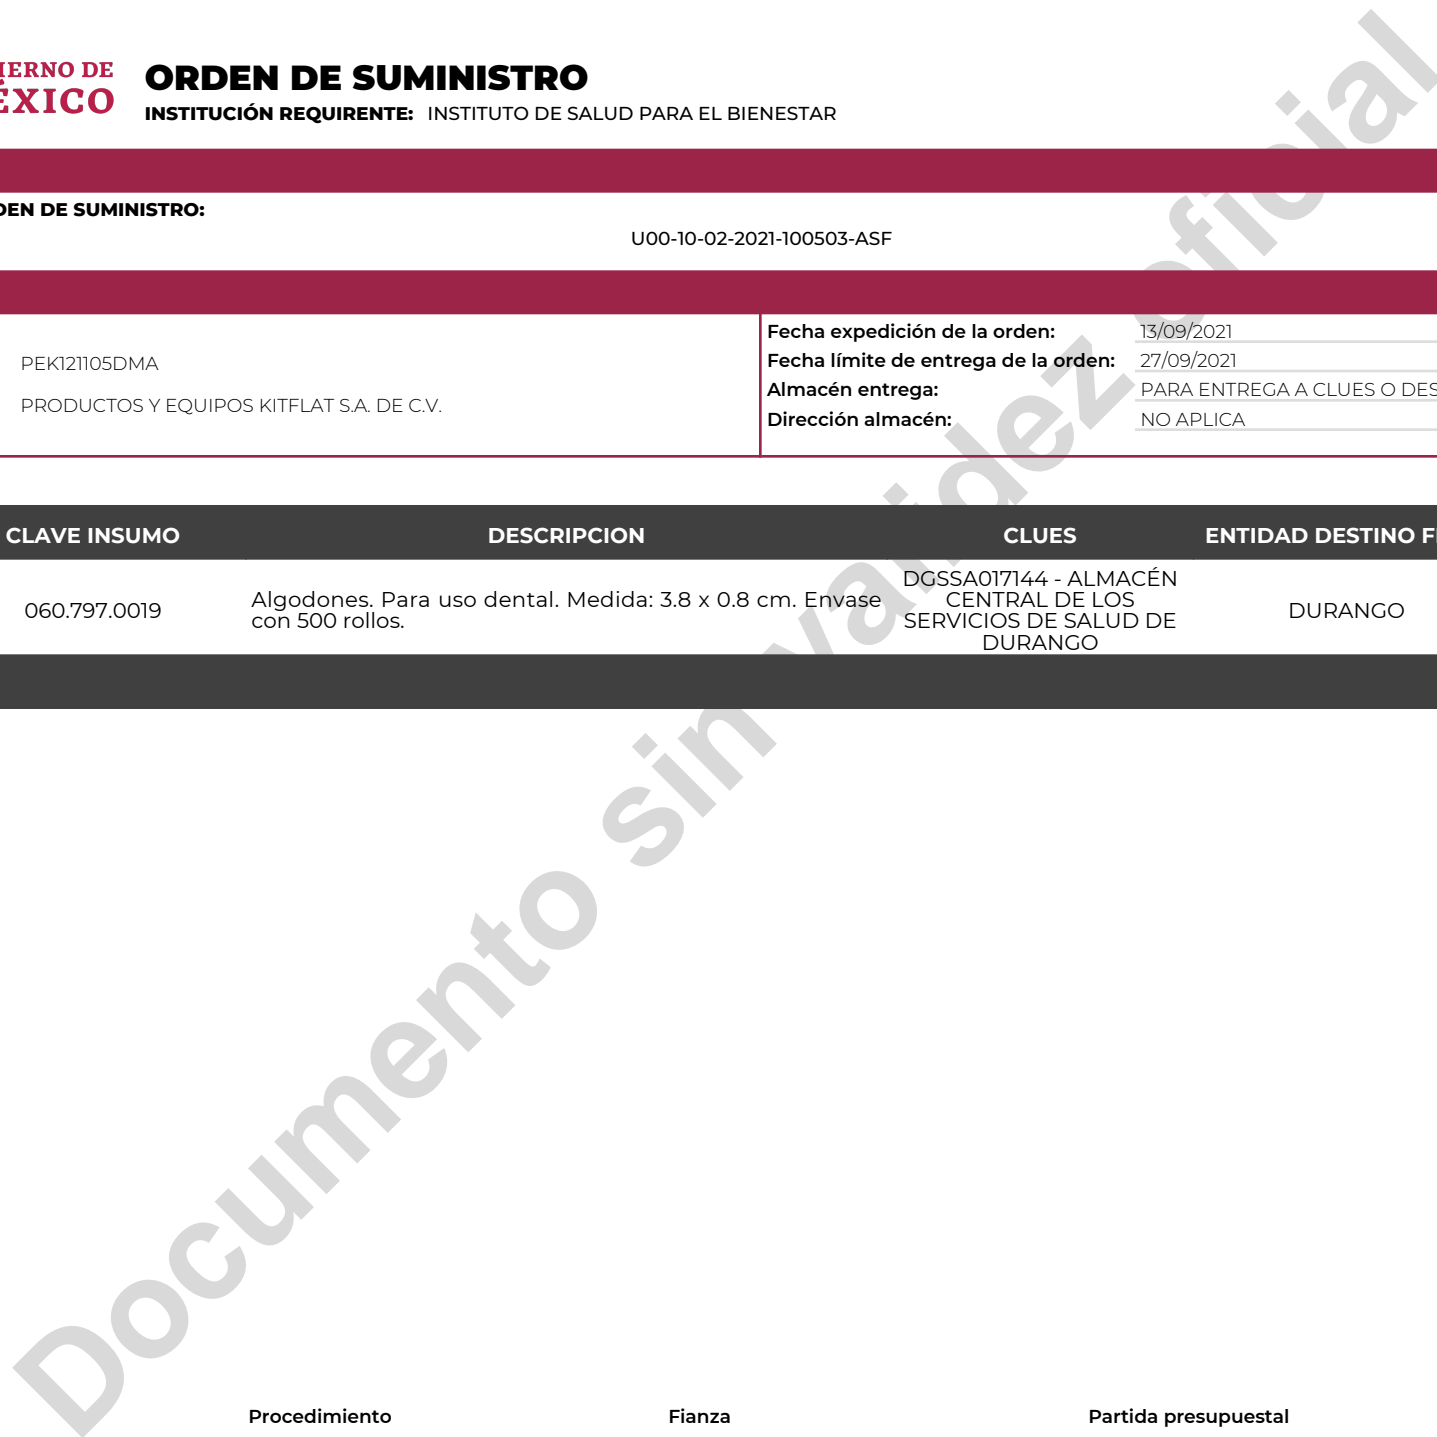 IERNO DE
ÉXICO
ORDEN DE SUMINISTRO
INSTITUCIÓN REQUIRENTE: INSTITUTO DE SALUD PARA EL BIENESTAR
DEN DE SUMINISTRO:
U00-10-02-2021-100503-ASF
PEK121105DMA
PRODUCTOS Y EQUIPOS KITFLAT S.A. DE C.V.
Fecha expedición de la orden: 13/09/2021
Fecha límite de entrega de la orden: 27/09/2021
Almacén entrega: PARA ENTREGA A CLUES O DES
Dirección almacén: NO APLICA
CLAVE INSUMO DESCRIPCION CLUES ENTIDAD DESTINO F
060.797.0019
Algodones. Para uso dental. Medida: 3.8 x 0.8 cm. Envase
con 500 rollos.
DGSSA017144 - ALMACÉN
CENTRAL DE LOS
SERVICIOS DE SALUD DE
DURANGO
DURANGO
Documento sin validez oficial
Procedimiento Fianza Partida presupuestal